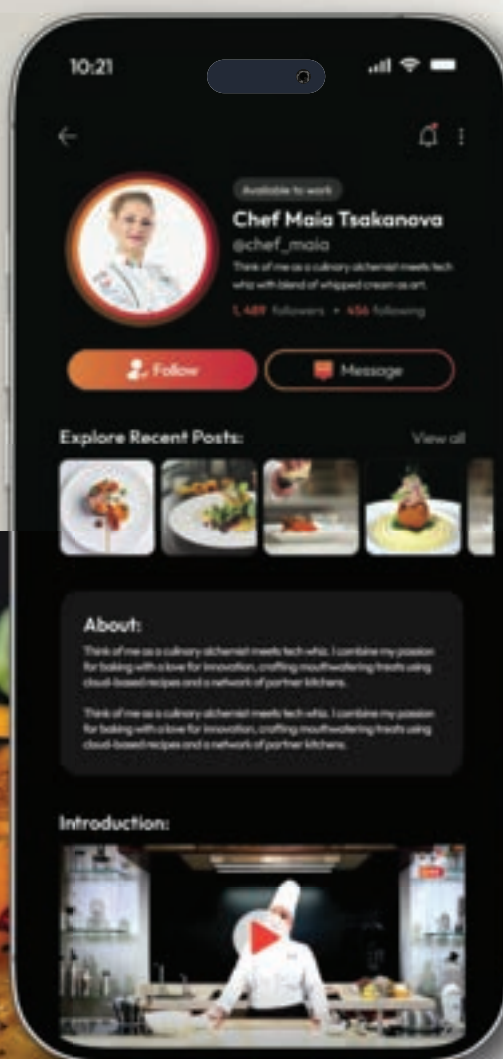 10:21
Available to work
Chef Maia Tsakanova
@chef_maia
Think of me as a culinary alchemist meets tech
whiz with blend of whipped cream as art.
1,489 followers + 456 following
Follow
Message
Explore Recent Posts:
View all
About:
Think of me as a culinary alchemist meets tech whiz. I combine my passion
for baking with a love for innovation, crafting mouthwatering treats using
cloud-based recipes and a network of partner kitchens.
Think of me as a culinary alchemist meets tech whiz. I combine my passion
for baking with a love for innovation, crafting mouthwatering treats using
cloud-based recipes and a network of partner kitchens.
Introduction: